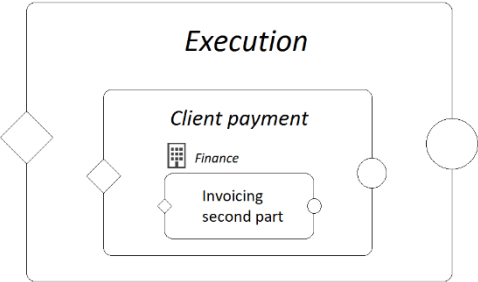 Execution
Client payment
Finance
Invoicing
second part